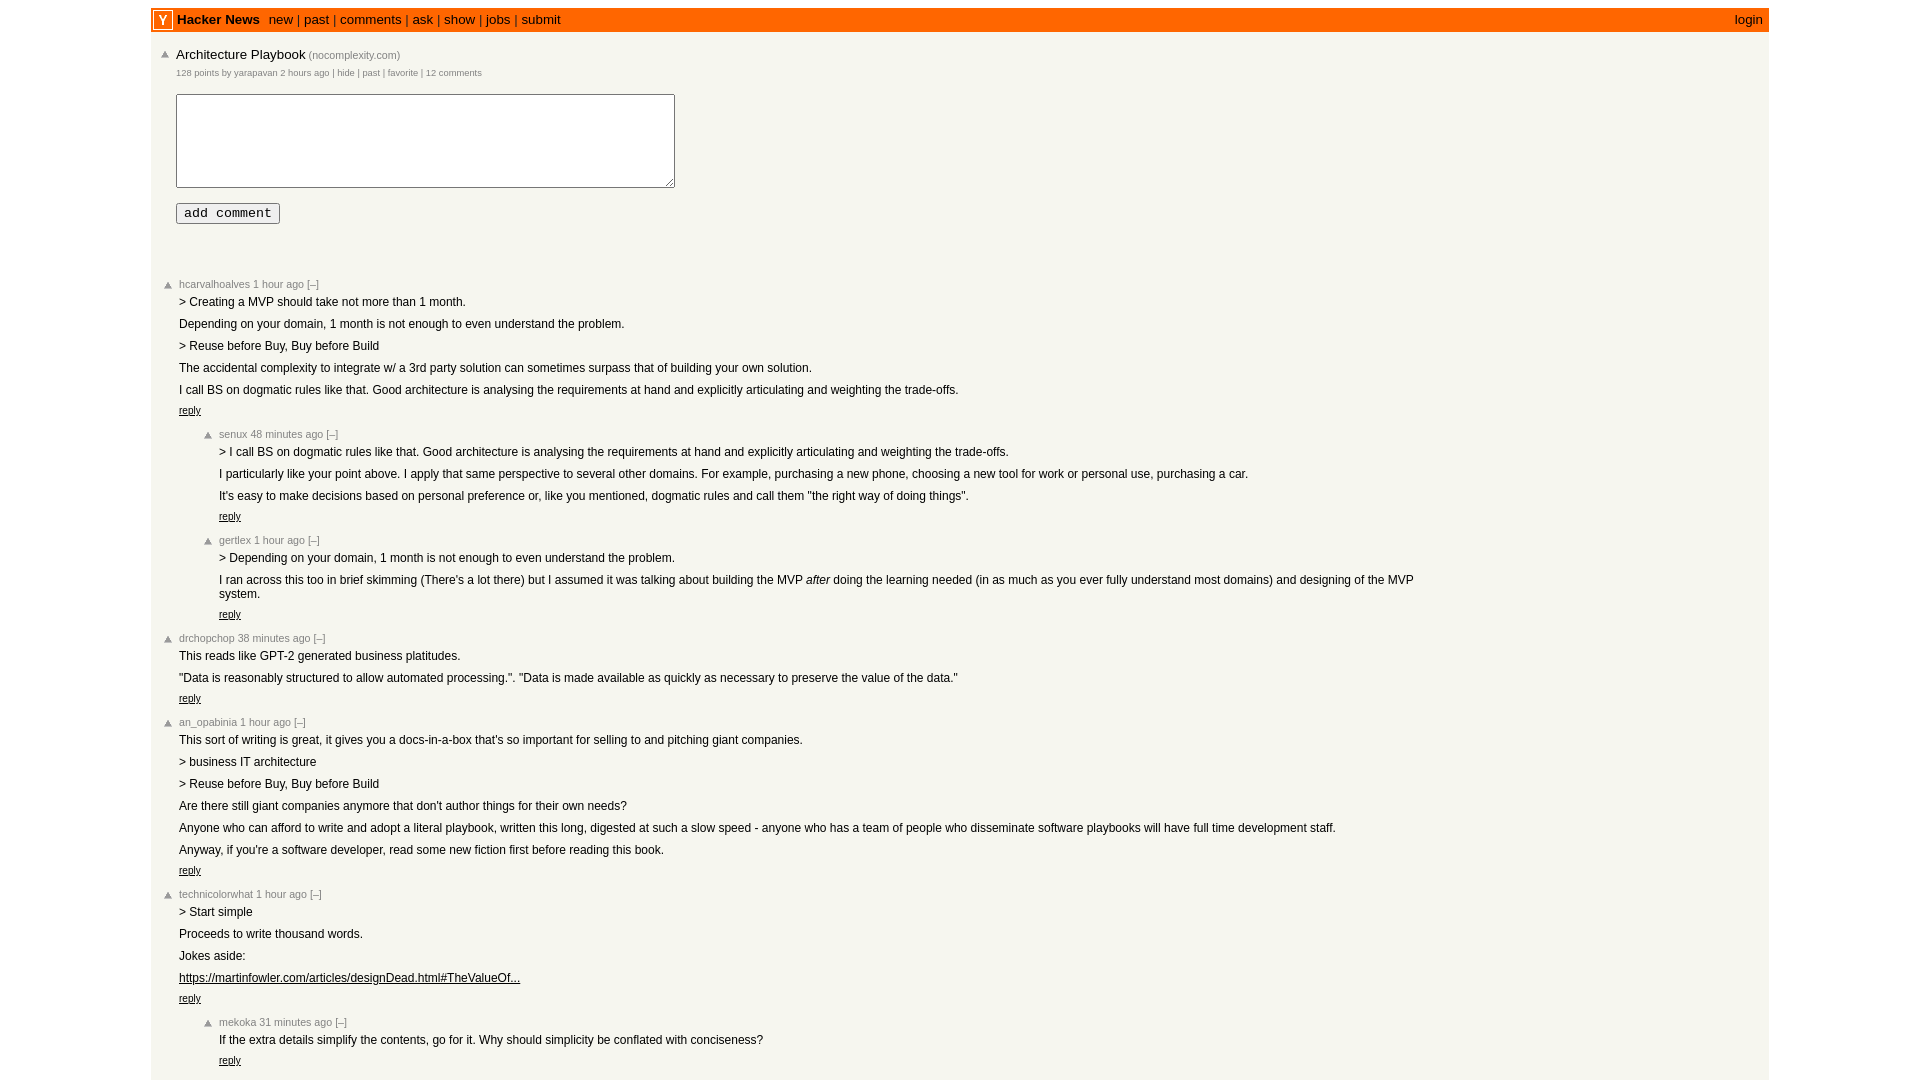 Y Hacker News new | past | comments | ask | show | jobs | submit login
Architecture Playbook (nocomplexity.com)
128 points by yarapavan 2 hours ago | hide | past | favorite | 12 comments
add comment
hcarvalhoalves 1 hour ago [–]
> Creating a MVP should take not more than 1 month.
Depending on your domain, 1 month is not enough to even understand the problem.
> Reuse before Buy, Buy before Build
The accidental complexity to integrate w/ a 3rd party solution can sometimes surpass that of building your own solution.
I call BS on dogmatic rules like that. Good architecture is analysing the requirements at hand and explicitly articulating and weighting the trade-offs.
reply
senux 48 minutes ago [–]
> I call BS on dogmatic rules like that. Good architecture is analysing the requirements at hand and explicitly articulating and weighting the trade-offs.
I particularly like your point above. I apply that same perspective to several other domains. For example, purchasing a new phone, choosing a new tool for work or personal use, purchasing a car.
It's easy to make decisions based on personal preference or, like you mentioned, dogmatic rules and call them "the right way of doing things".
reply
gertlex 1 hour ago [–]
> Depending on your domain, 1 month is not enough to even understand the problem.
I ran across this too in brief skimming (There's a lot there) but I assumed it was talking about building the MVP after doing the learning needed (in as much as you ever fully understand most domains) and designing of the MVP
system.
reply
drchopchop 38 minutes ago [–]
This reads like GPT-2 generated business platitudes.
"Data is reasonably structured to allow automated processing.". "Data is made available as quickly as necessary to preserve the value of the data."
reply
an_opabinia 1 hour ago [–]
This sort of writing is great, it gives you a docs-in-a-box that's so important for selling to and pitching giant companies.
> business IT architecture
> Reuse before Buy, Buy before Build
Are there still giant companies anymore that don't author things for their own needs?
Anyone who can afford to write and adopt a literal playbook, written this long, digested at such a slow speed - anyone who has a team of people who disseminate software playbooks will have full time development staff.
Anyway, if you're a software developer, read some new fiction first before reading this book.
reply
technicolorwhat 1 hour ago [–]
> Start simple
Proceeds to write thousand words.
Jokes aside:
https://martinfowler.com/articles/designDead.html#TheValueOf...
reply
mekoka 31 minutes ago [–]
If the extra details simplify the contents, go for it. Why should simplicity be conflated with conciseness?
reply